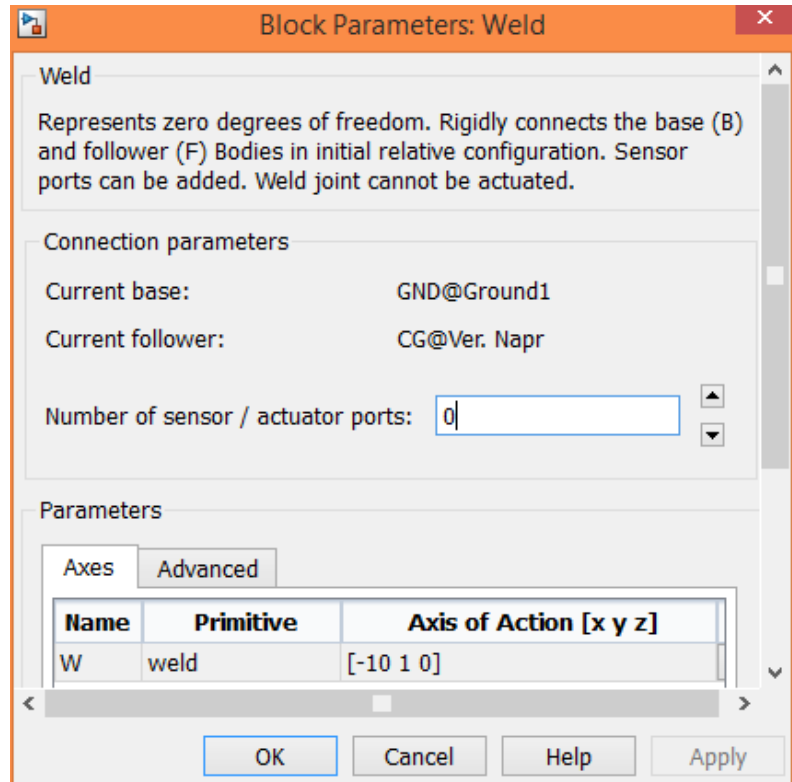 Block Parameters: Weld
Weld
Represents zero degrees of freedom. Rigidly connects the base (B)
and follower (F) Bodies in initial relative configuration. Sensor
ports can be added. Weld joint cannot be actuated.
Connection parameters
Current base: GND@Ground1
Current follower: CG@Ver. Napr
Number of sensor / actuator ports: 0
Parameters
Axes Advanced
Name Primitive Axis of Action [x y z]
W weld [-10 1 0]
OK Cancel Help Apply